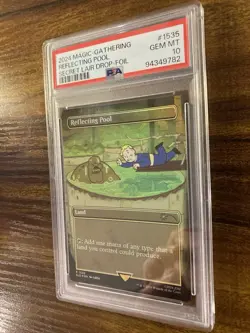 2024 MAGIC-GATHERING
#1535
REFLECTING POOL
GEM MT
SECRET LAIR DROP-FOIL
10
PSA
94349782
Reflecting Pool
Land
: Add one mana of any type that a
land you control could produce.